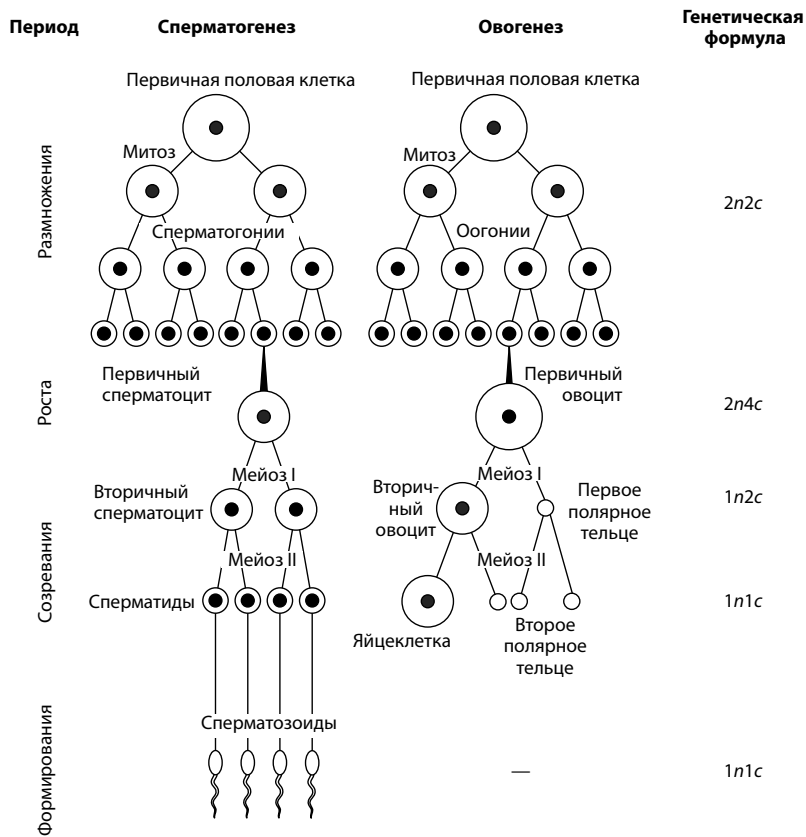 Период
Сперматогенез
Овогенез
Генетическая
формула
Первичная половая клетка
Первичная половая клетка
Размножения
Митоз
Митоз
2n2c
Сперматогонии
Оогонии
Роста
Первичный
сперматоцит
Первичный
овоцит
2n4c
Созревания
Мейоз I
Мейоз I
Вторичный
сперматоцит
Вторич-
ный
овоцит
Первое
полярное
тельце
1n2c
Мейоз II
Мейоз II
Сперматиды
Яйцеклетка
Второе
полярное
тельце
1n1c
Формирования
Сперматозоиды
—
1n1c